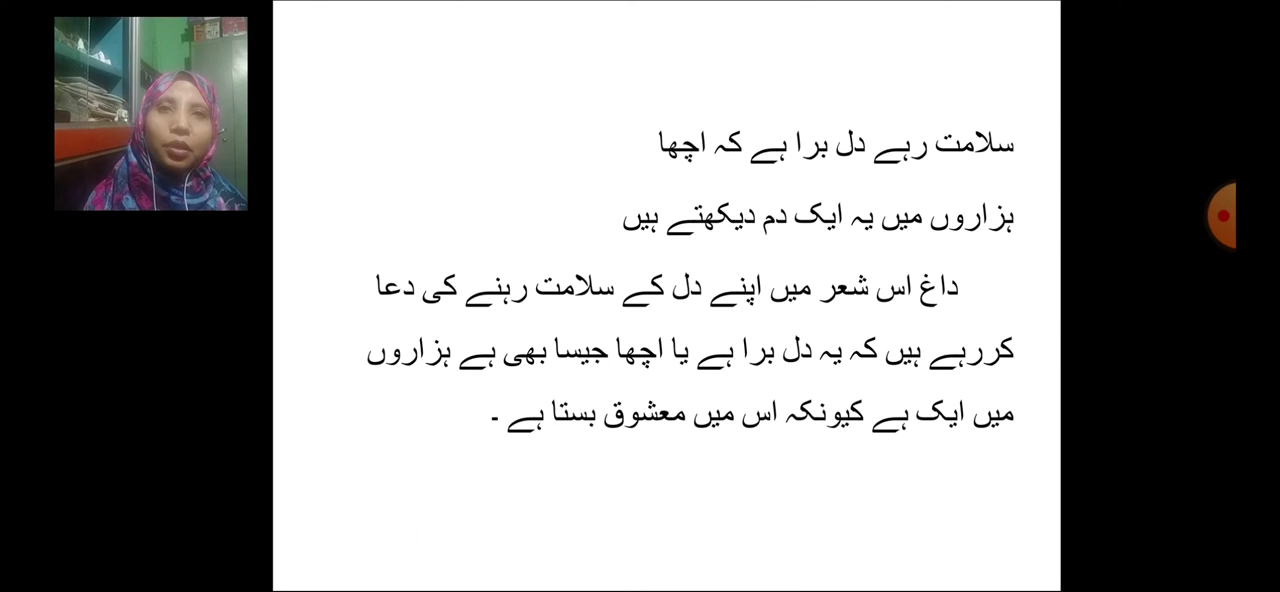 سلامت رہے دل برا ہے کہ اچھا
ہزاروں میں یہ ایک دم دیکھتے ہیں
داغ اس شعر میں اپنے دل کے سلامت رہنے کی دعا
کررہے ہیں کہ یہ دل برا ہے یا اچھا جیسا بھی ہے ہزاروں
میں ایک ہے کیونکہ اس میں معشوق بستا ہے ۔